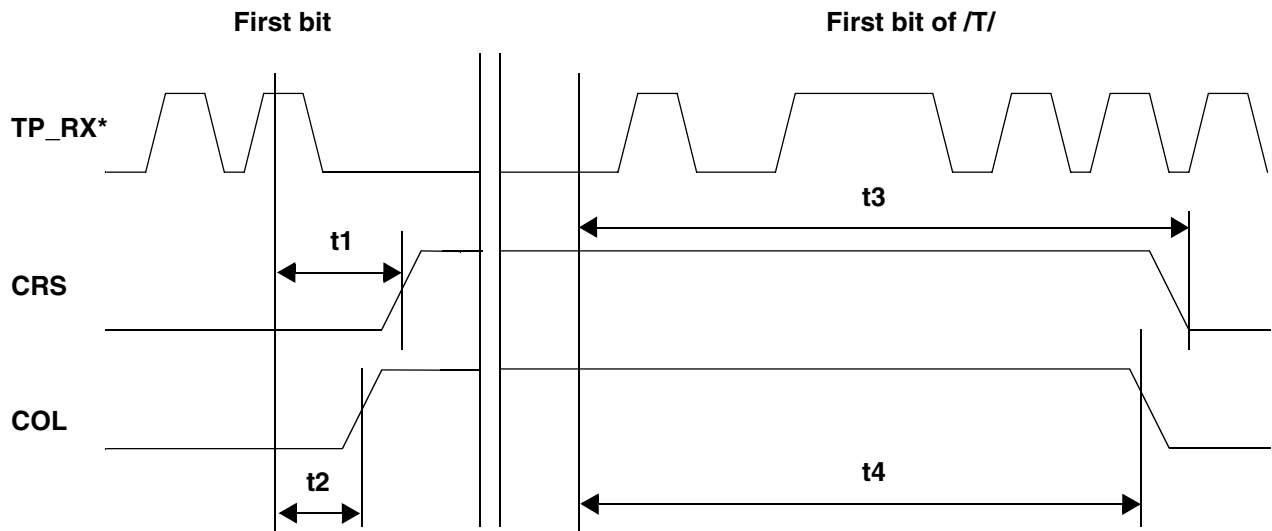 First bit
First bit of /T/
TP_RX*
t3
t1
CRS
COL
t4
t2